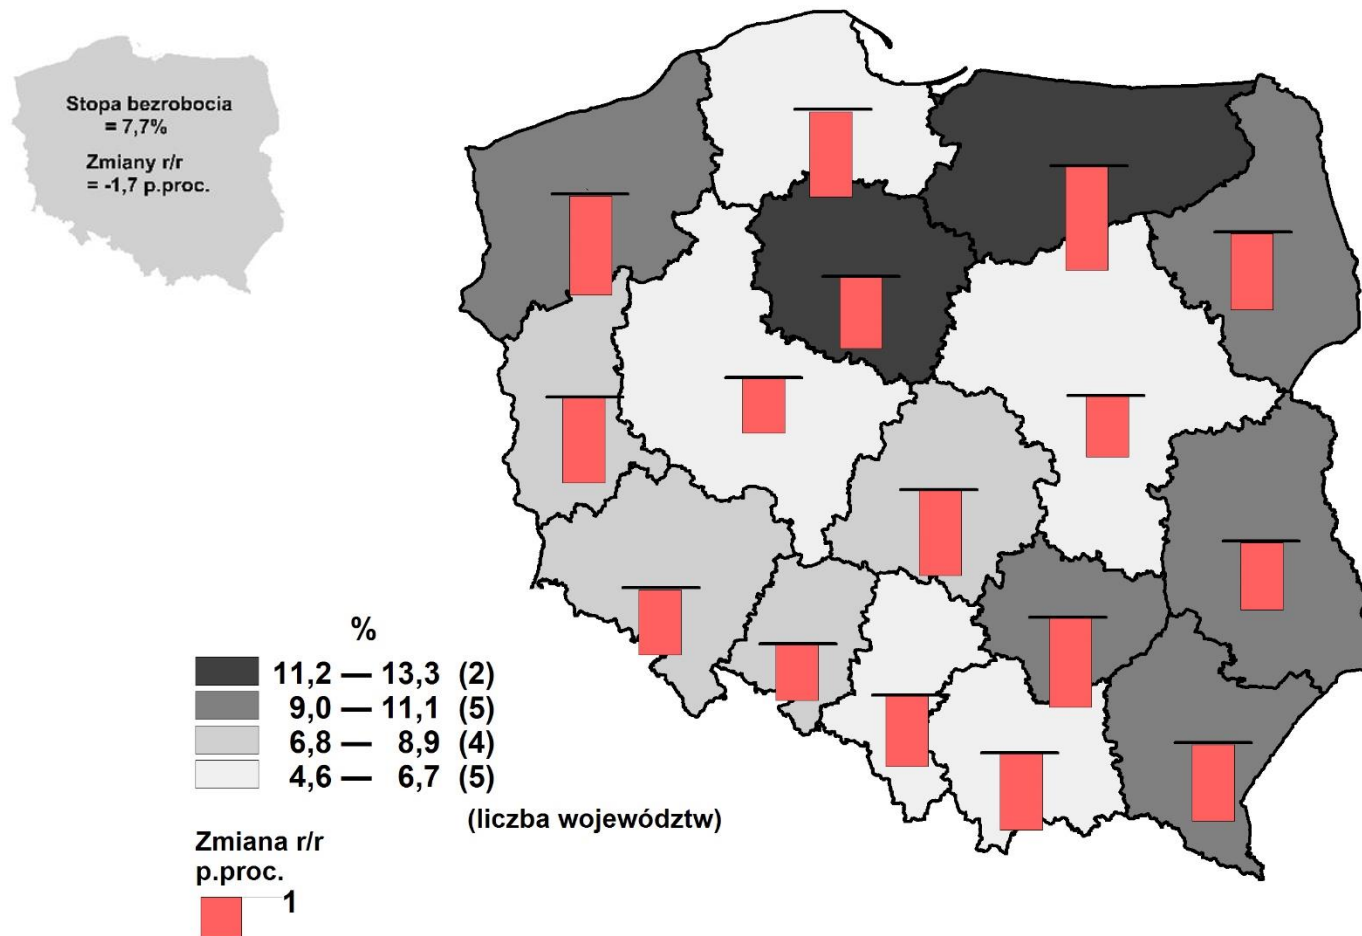 Stopa bezrobocia
= 7,7%
Zmiany r/r
= -1,7 p.proc.
%
11,2 — 13,3 (2)
9,0 — 11,1 (5)
6,8 — 8,9 (4)
4,6 — 6,7 (5)
(liczba województw)
Zmiana r/r
p.proc.
1